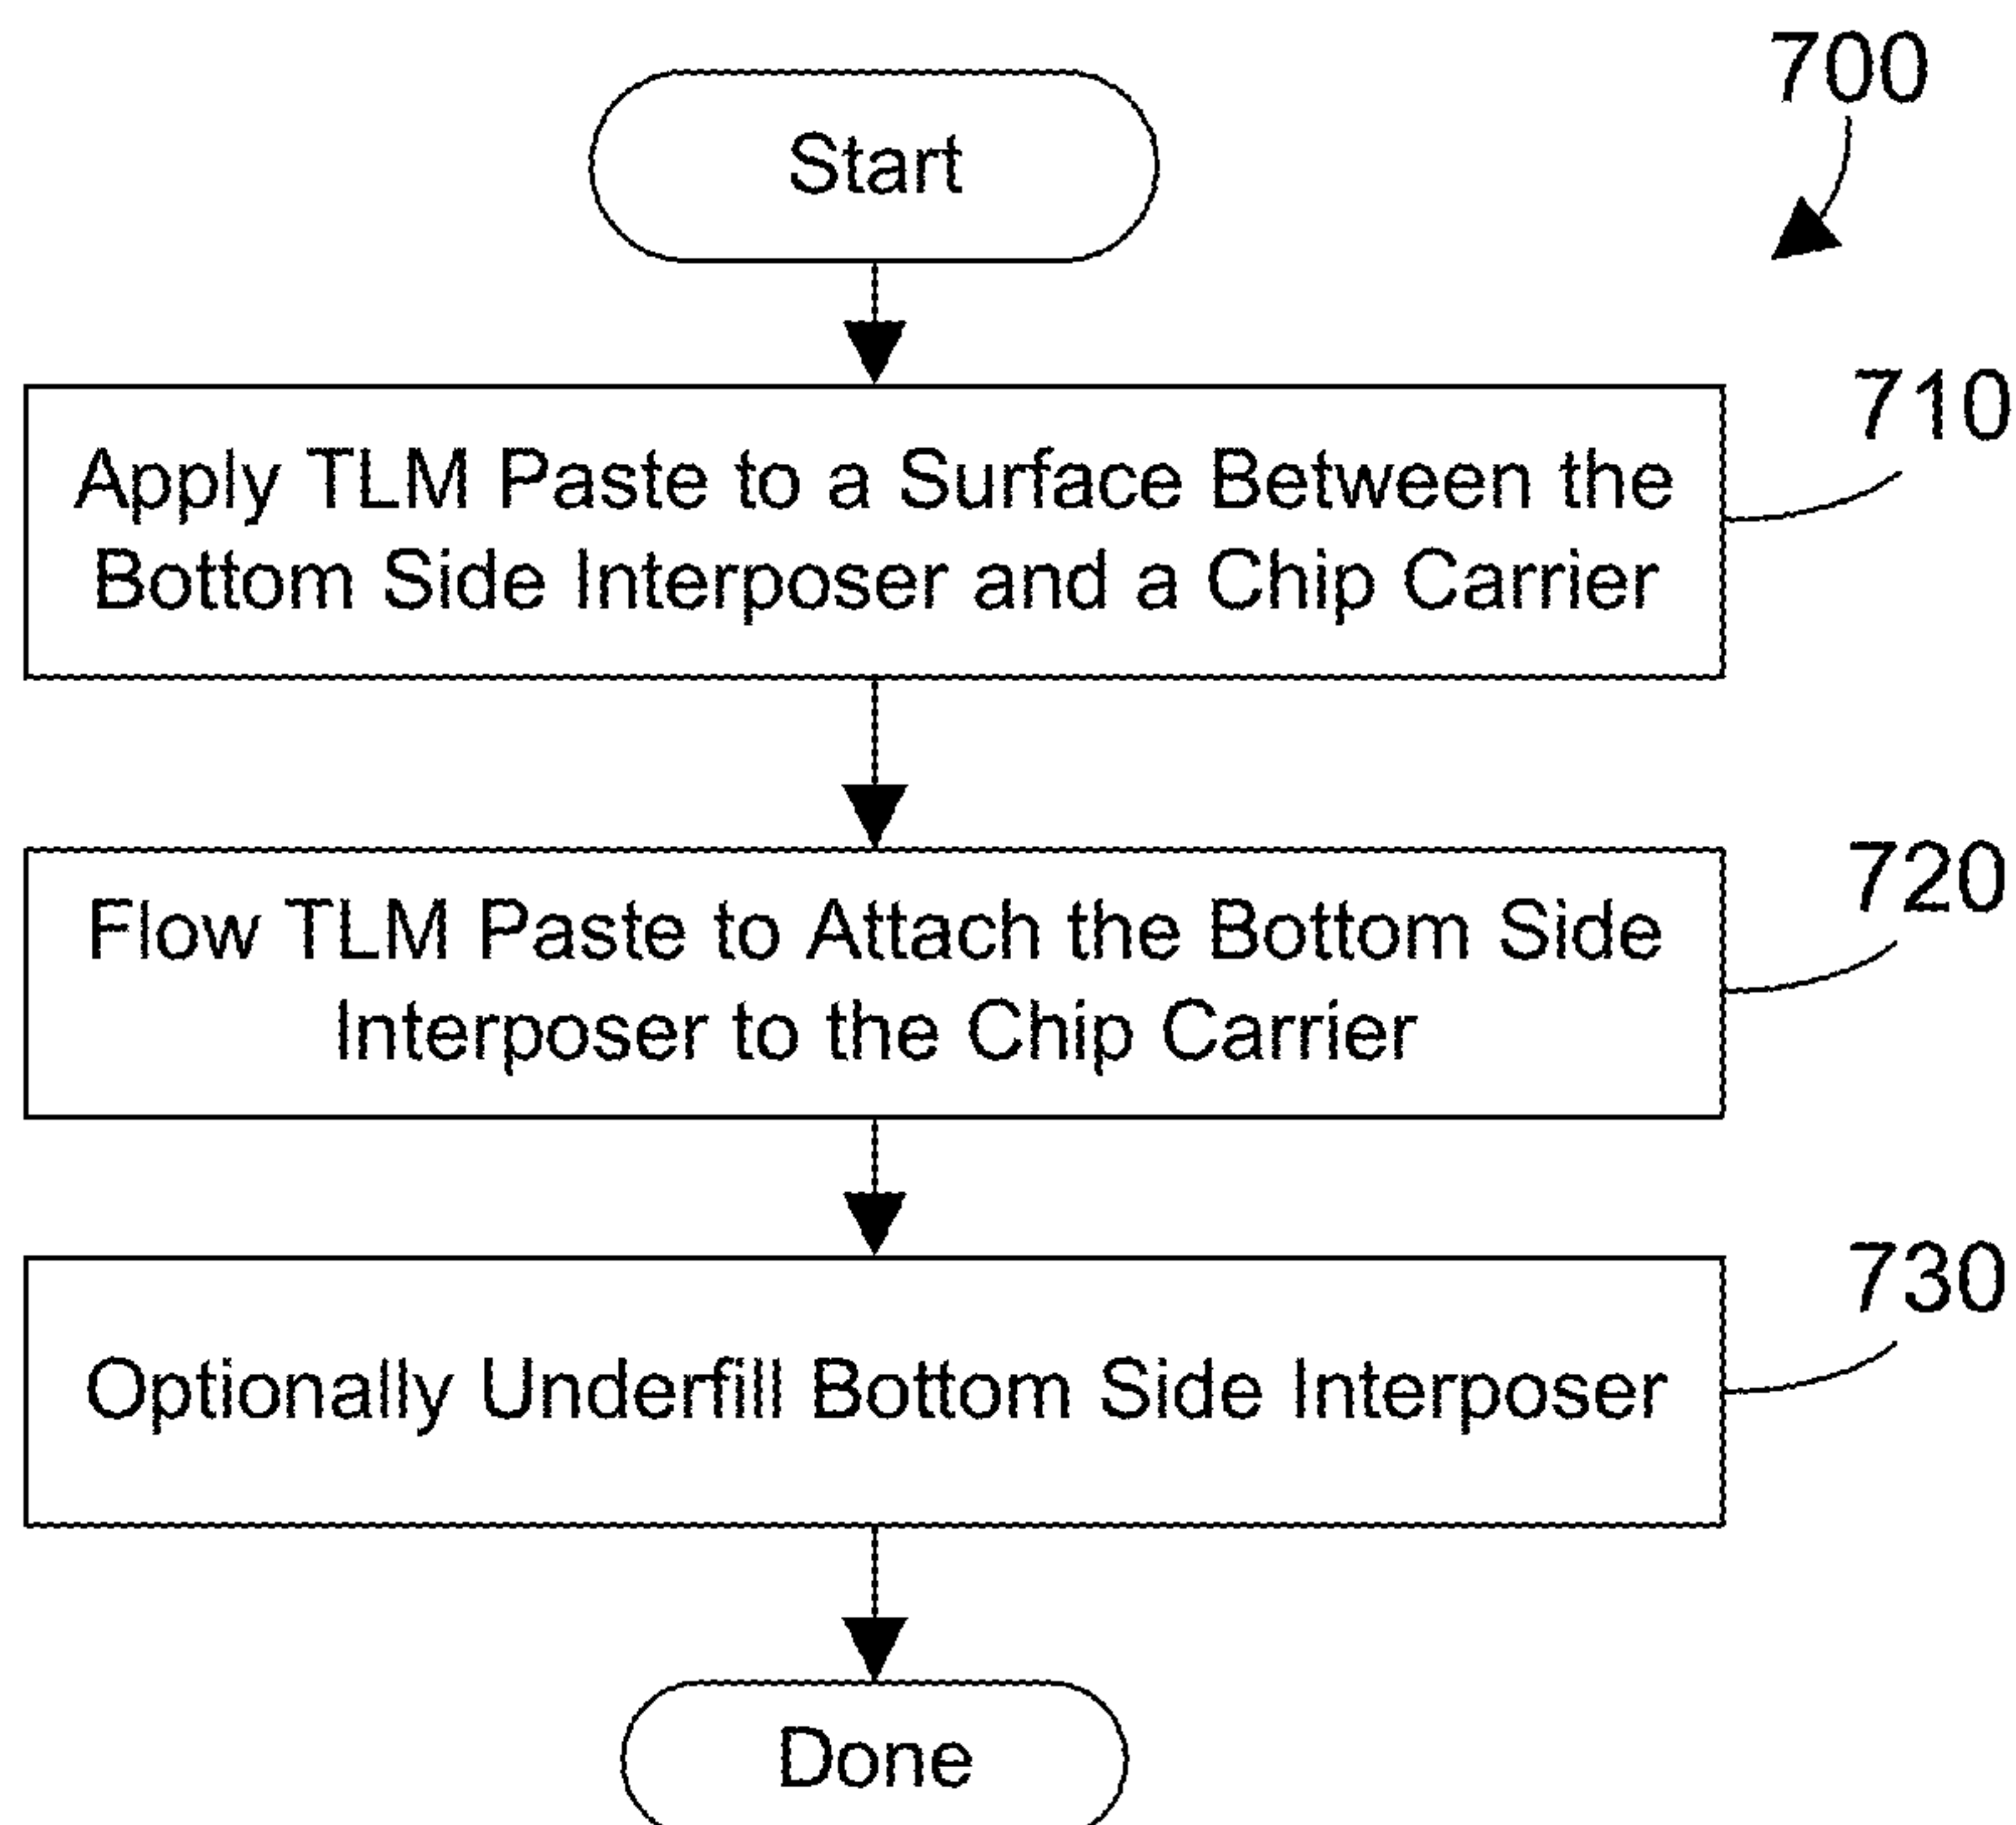 700
Start
710
Apply TLM Paste to a Surface Between the
Bottom Side Interposer and a Chip Carrier
720
Flow TLM Paste to Attach the Bottom Side
Interposer to the Chip Carrier
730
Optionally Underfill Bottom Side Interposer
Done